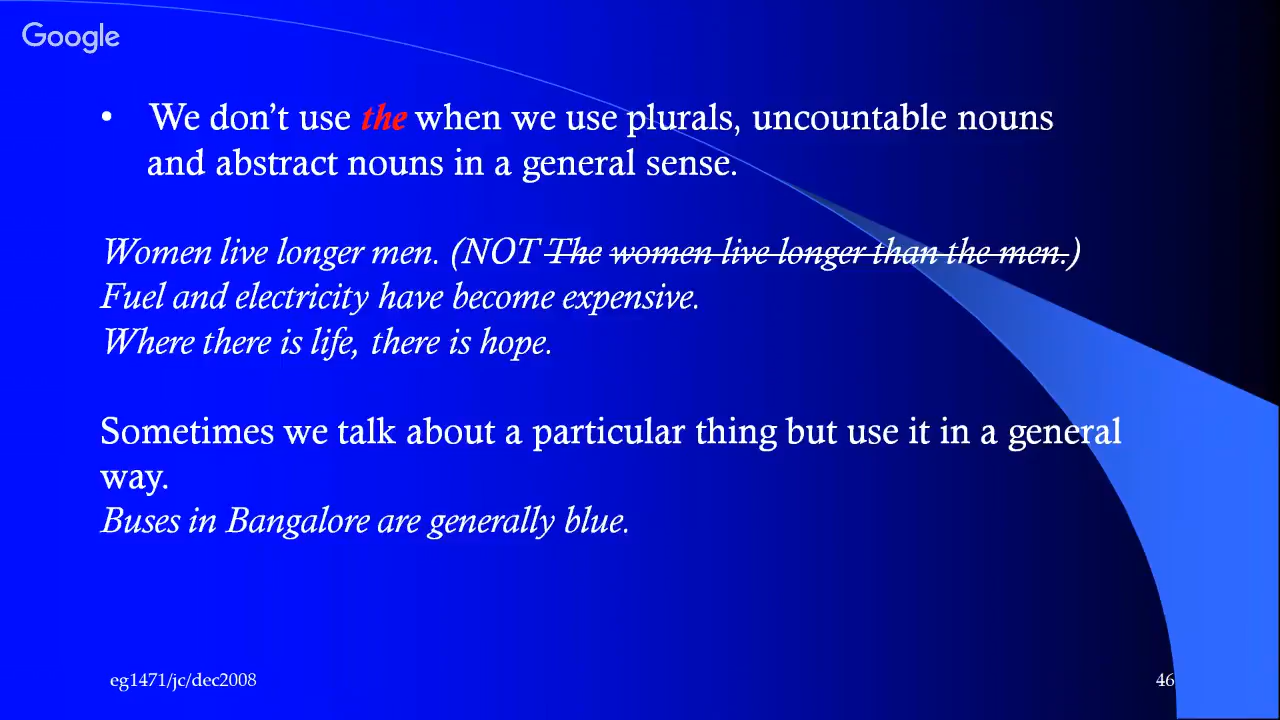 Google
• We don’t use the when we use plurals, uncountable nouns
and abstract nouns in a general sense.
Women live longer men. (NOT The women live longer than the men.)
Fuel and electricity have become expensive.
Where there is life, there is hope.
Sometimes we talk about a particular thing but use it in a general
way.
Buses in Bangalore are generally blue.
eg1471/jc/dec2008
46